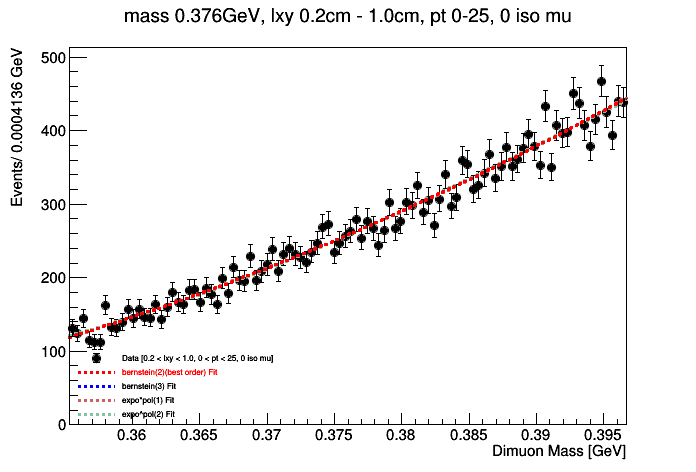 mass 0.376GeV, lxy 0.2cm - 1.0cm, pt 0-25, 0 iso mu
Events/ 0.0004136 GeV
500
400
300
200
100
0
Data [0.2 < lxy < 1.0, 0 < pt < 25, 0 iso mu]
bernstein(2)(best order) Fit
bernstein(3) Fit
expo*pol(1) Fit
expo*pol(2) Fit
0.36 0.365 0.37 0.375 0.38 0.385 0.39 0.395
Dimuon Mass [GeV]